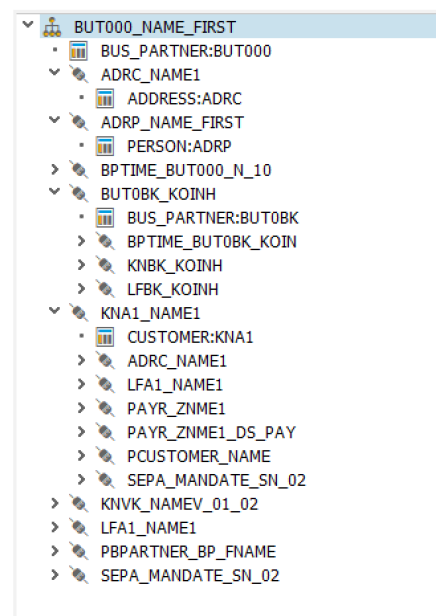 BUT000_NAME_FIRST
BUS_PARTNER:BUT000
ADRC_NAME1
ADDRESS:ADRC
ADRP_NAME_FIRST
PERSON:ADRP
BPTIME_BUT000_N_10
BUT0BK_KOINH
BUS_PARTNER:BUT0BK
BPTIME_BUT0BK_KOIN
KNBK_KOINH
LFBK_KOINH
KNA1_NAME1
CUSTOMER:KNA1
ADRC_NAME1
LFA1_NAME1
PAYR_ZNME1
PAYR_ZNME1_DS_PAY
PCUSTOMER_NAME
SEPA_MANDATE_SN_02
KNVK_NAMEV_01_02
LFA1_NAME1
PBPARTNER_BP_FNAME
SEPA_MANDATE_SN_02